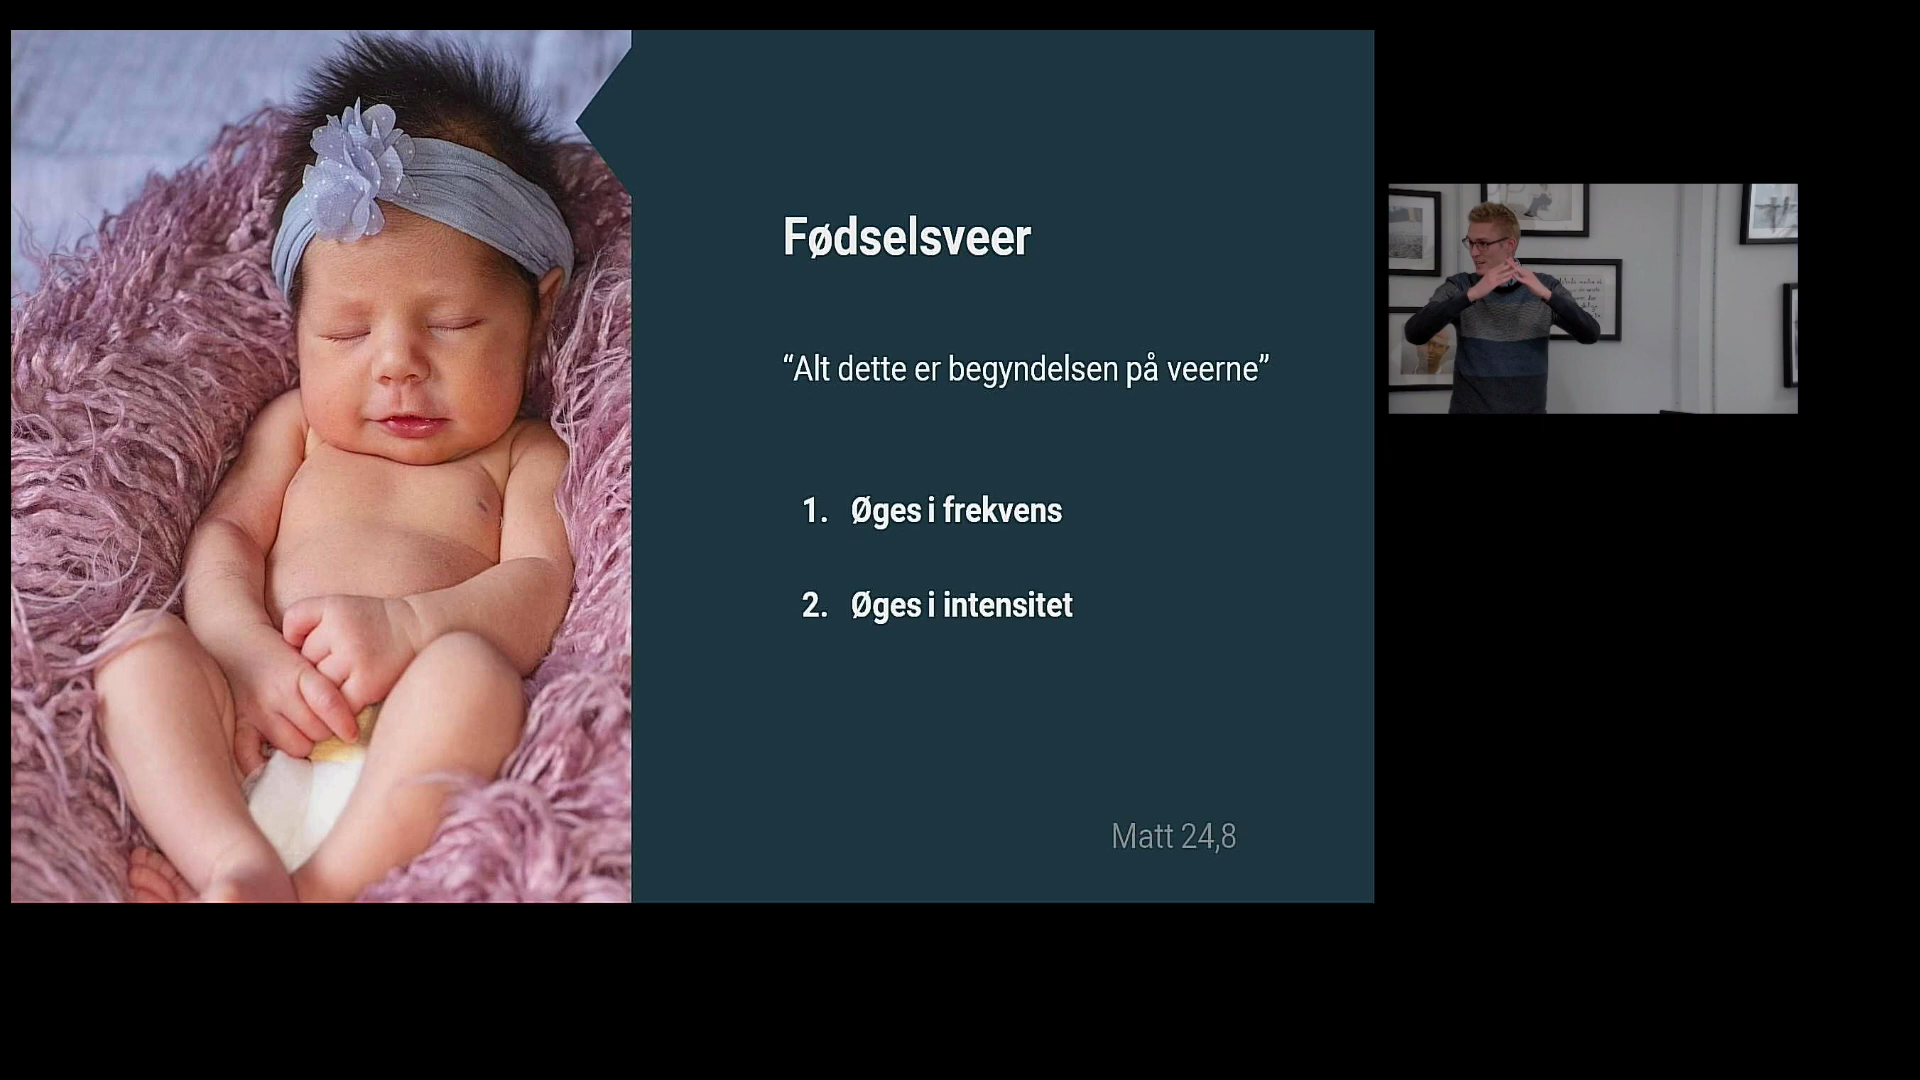 Fødselsveer
“Alt dette er begyndelsen på veerne”
1. Øges i frekvens
2. Øges i intensitet
Matt 24,8